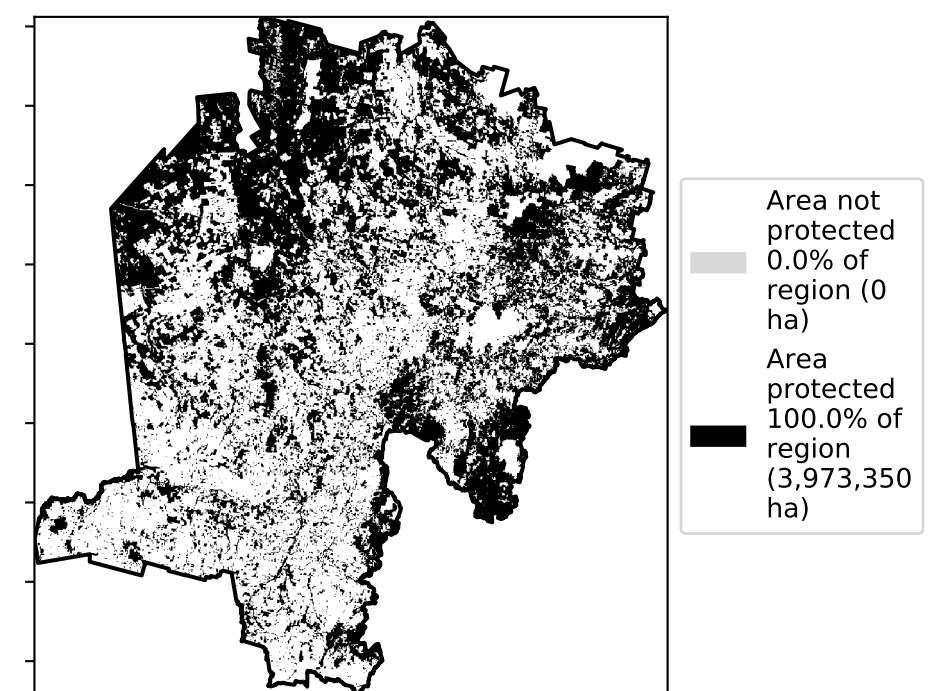 Area not
protected
0.0% of
region (0
ha)
Area
protected
100.0% of
region
(3,973,350
ha)